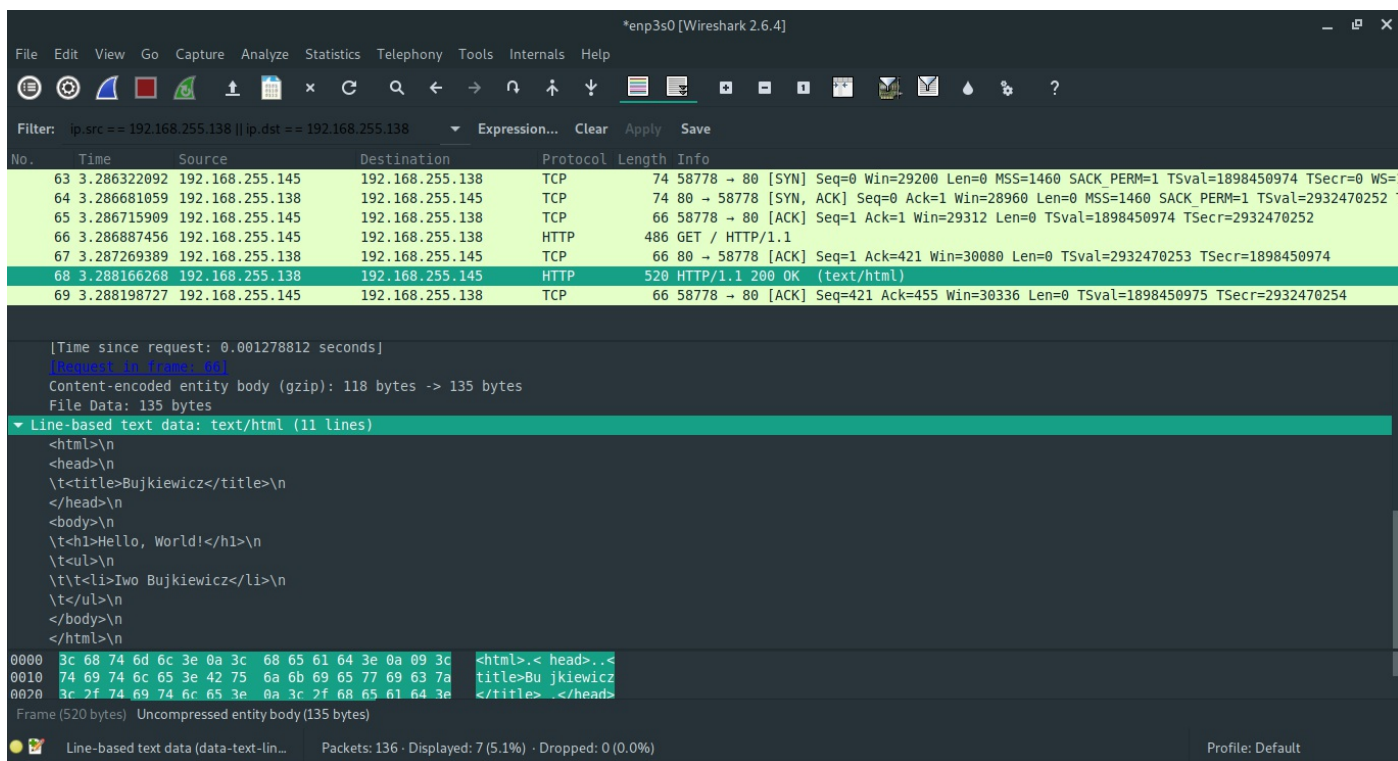 *enp3s0 [Wireshark 2.6.4]
File Edit View Go Capture Analyze Statistics Telephony Tools Internals Help
Filter: ip.src == 192.168.255.138 || ip.dst == 192.168.255.138 Expression... Clear Apply Save
No. Time Source Destination Protocol Length Info
63 3.286322092 192.168.255.145 192.168.255.138 TCP 74 58778 → 80 [SYN] Seq=0 Win=29200 Len=0 MSS=1460 SACK_PERM=1 TSval=1898450974 TSecr=0 WS=
64 3.286681059 192.168.255.138 192.168.255.145 TCP 74 80 → 58778 [SYN, ACK] Seq=0 Ack=1 Win=28960 Len=0 MSS=1460 SACK_PERM=1 TSval=2932470252
65 3.286715909 192.168.255.145 192.168.255.138 TCP 66 58778 → 80 [ACK] Seq=1 Ack=1 Win=29312 Len=0 TSval=1898450974 TSecr=2932470252
66 3.286887456 192.168.255.145 192.168.255.138 HTTP 486 GET / HTTP/1.1
67 3.287269389 192.168.255.138 192.168.255.145 TCP 66 80 → 58778 [ACK] Seq=1 Ack=421 Win=30080 Len=0 TSval=2932470253 TSecr=1898450974
68 3.288166268 192.168.255.138 192.168.255.145 HTTP 520 HTTP/1.1 200 OK (text/html)
69 3.288198727 192.168.255.145 192.168.255.138 TCP 66 58778 → 80 [ACK] Seq=421 Ack=455 Win=30336 Len=0 TSval=1898450975 TSecr=2932470254
[Time since request: 0.001278812 seconds]
[Request in frame: 66]
Content-encoded entity body (gzip): 118 bytes -> 135 bytes
File Data: 135 bytes
Line-based text data: text/html (11 lines)
<html>\n
<head>\n
\t<title>Bujkiewicz</title>\n
</head>\n
<body>\n
\t<h1>Hello, World!</h1>\n
\t<ul>\n
\t\t<li>Iwo Bujkiewicz</li>\n
\t</ul>\n
</body>\n
</html>\n
0000 3c 68 74 6d 6c 3e 0a 3c 68 65 61 64 3e 0a 09 3c <html>.< head>..<
0010 74 69 74 6c 65 3e 42 75 6a 6b 69 65 77 69 63 7a title>Bu jkiewicz
0020 3c 2f 74 69 74 6c 65 3e 0a 3c 2f 68 65 61 64 3e </title> .</head>
Frame (520 bytes) Uncompressed entity body (135 bytes)
Line-based text data (data-text-lin... Packets: 136 · Displayed: 7 (5.1%) · Dropped: 0 (0.0%) Profile: Default